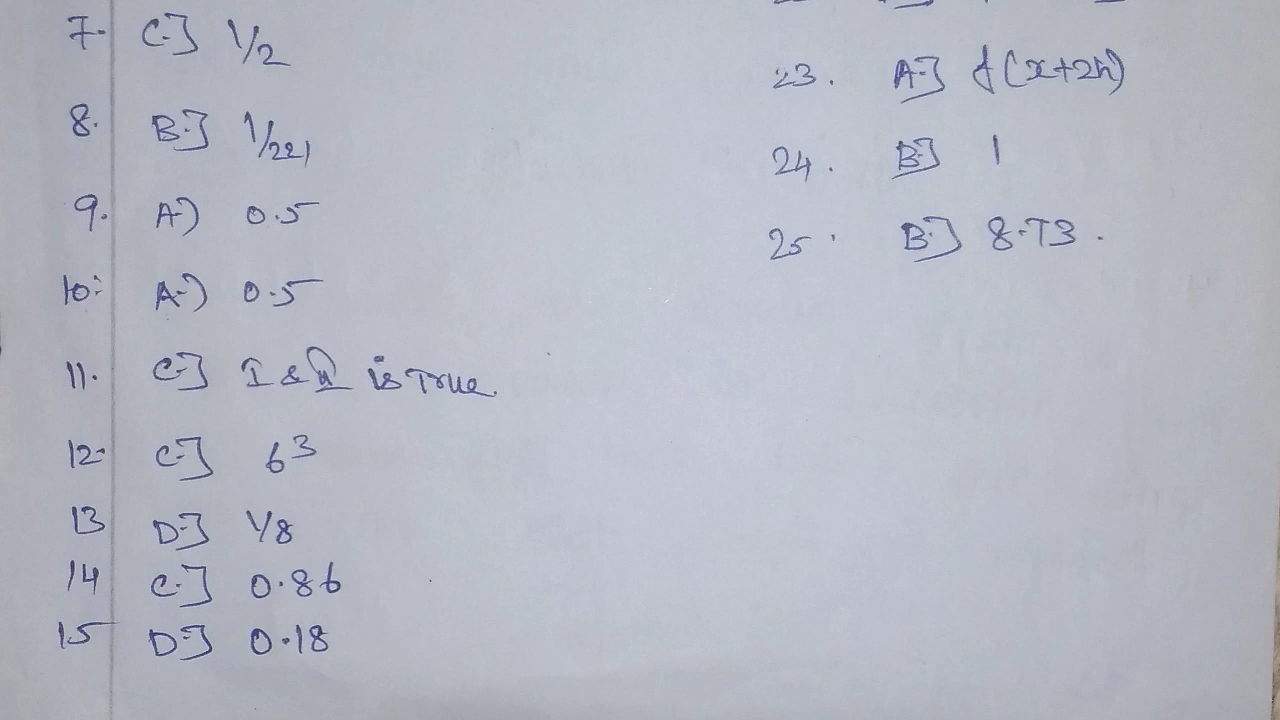 7. C.] 1/2
8. B.] 1/221
9. A.) 0.5
10. A.) 0.5
11. C.] I & II is True.
12. C.] 6³
13 D.] 1/8
14 C.] 0.86
15 D.] 0.18
23. A.] f(x+2h)
24. B.] 1
25. B.] 8.73.